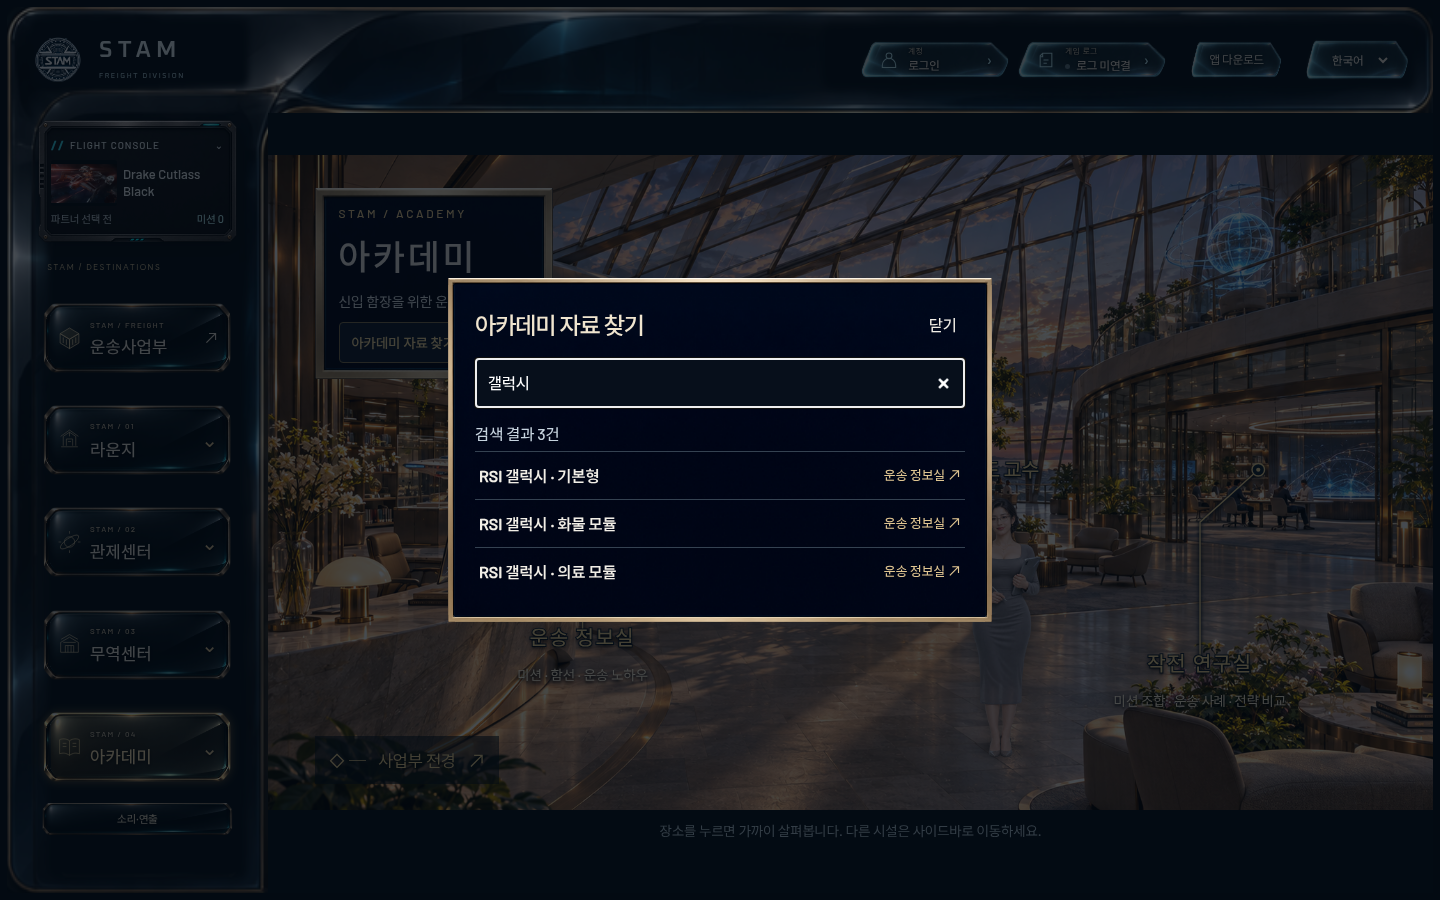 STAM
STAM
FREIGHT DIVISION
계정
로그인
게임 로그
로그 미연결
앱 다운로드
한국어
// FLIGHT CONSOLE
Drake Cutlass
Black
파트너 선택 전
미션 0
STAM / DESTINATIONS
STAM / FREIGHT
운송사업부
STAM / 01
라운지
STAM / 02
관제센터
STAM / 03
무역센터
STAM / 04
아카데미
소리·연출
STAM / ACADEMY
아카데미
신입 함장을 위한 운
아카데미 자료 찾기
아카데미 자료 찾기
닫기
갤럭시
검색 결과 3건
RSI 갤럭시 · 기본형
운송 정보실 ↗
RSI 갤럭시 · 화물 모듈
운송 정보실 ↗
RSI 갤럭시 · 의료 모듈
운송 정보실 ↗
교수
운송 정보실
미션 · 함선 · 운송 노하우
작전 연구실
미션 조합 · 운송 사례 · 전략 비교
사업부 전경 ↗
장소를 누르면 가까이 살펴봅니다. 다른 시설은 사이드바로 이동하세요.